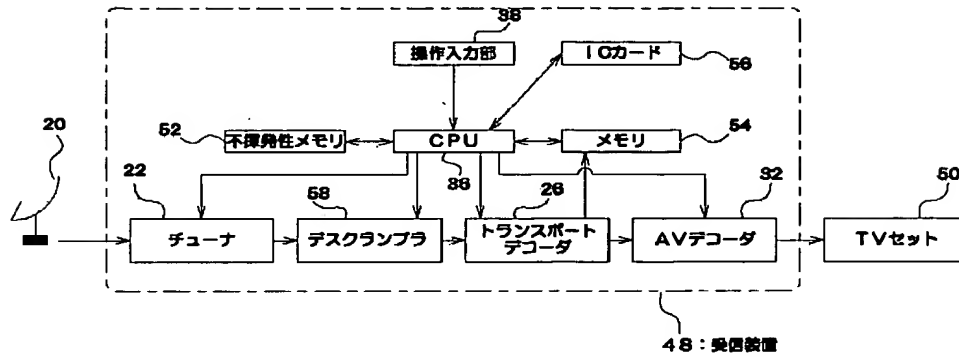 38
操作入力部
ICカード
56
20
52
不揮発性メモリ
CPU
メモリ
54
36
22
58
26
32
50
チューナ
デスクランプラ
トランスポート
デコーダ
AVデコーダ
TVセット
48:受信装置